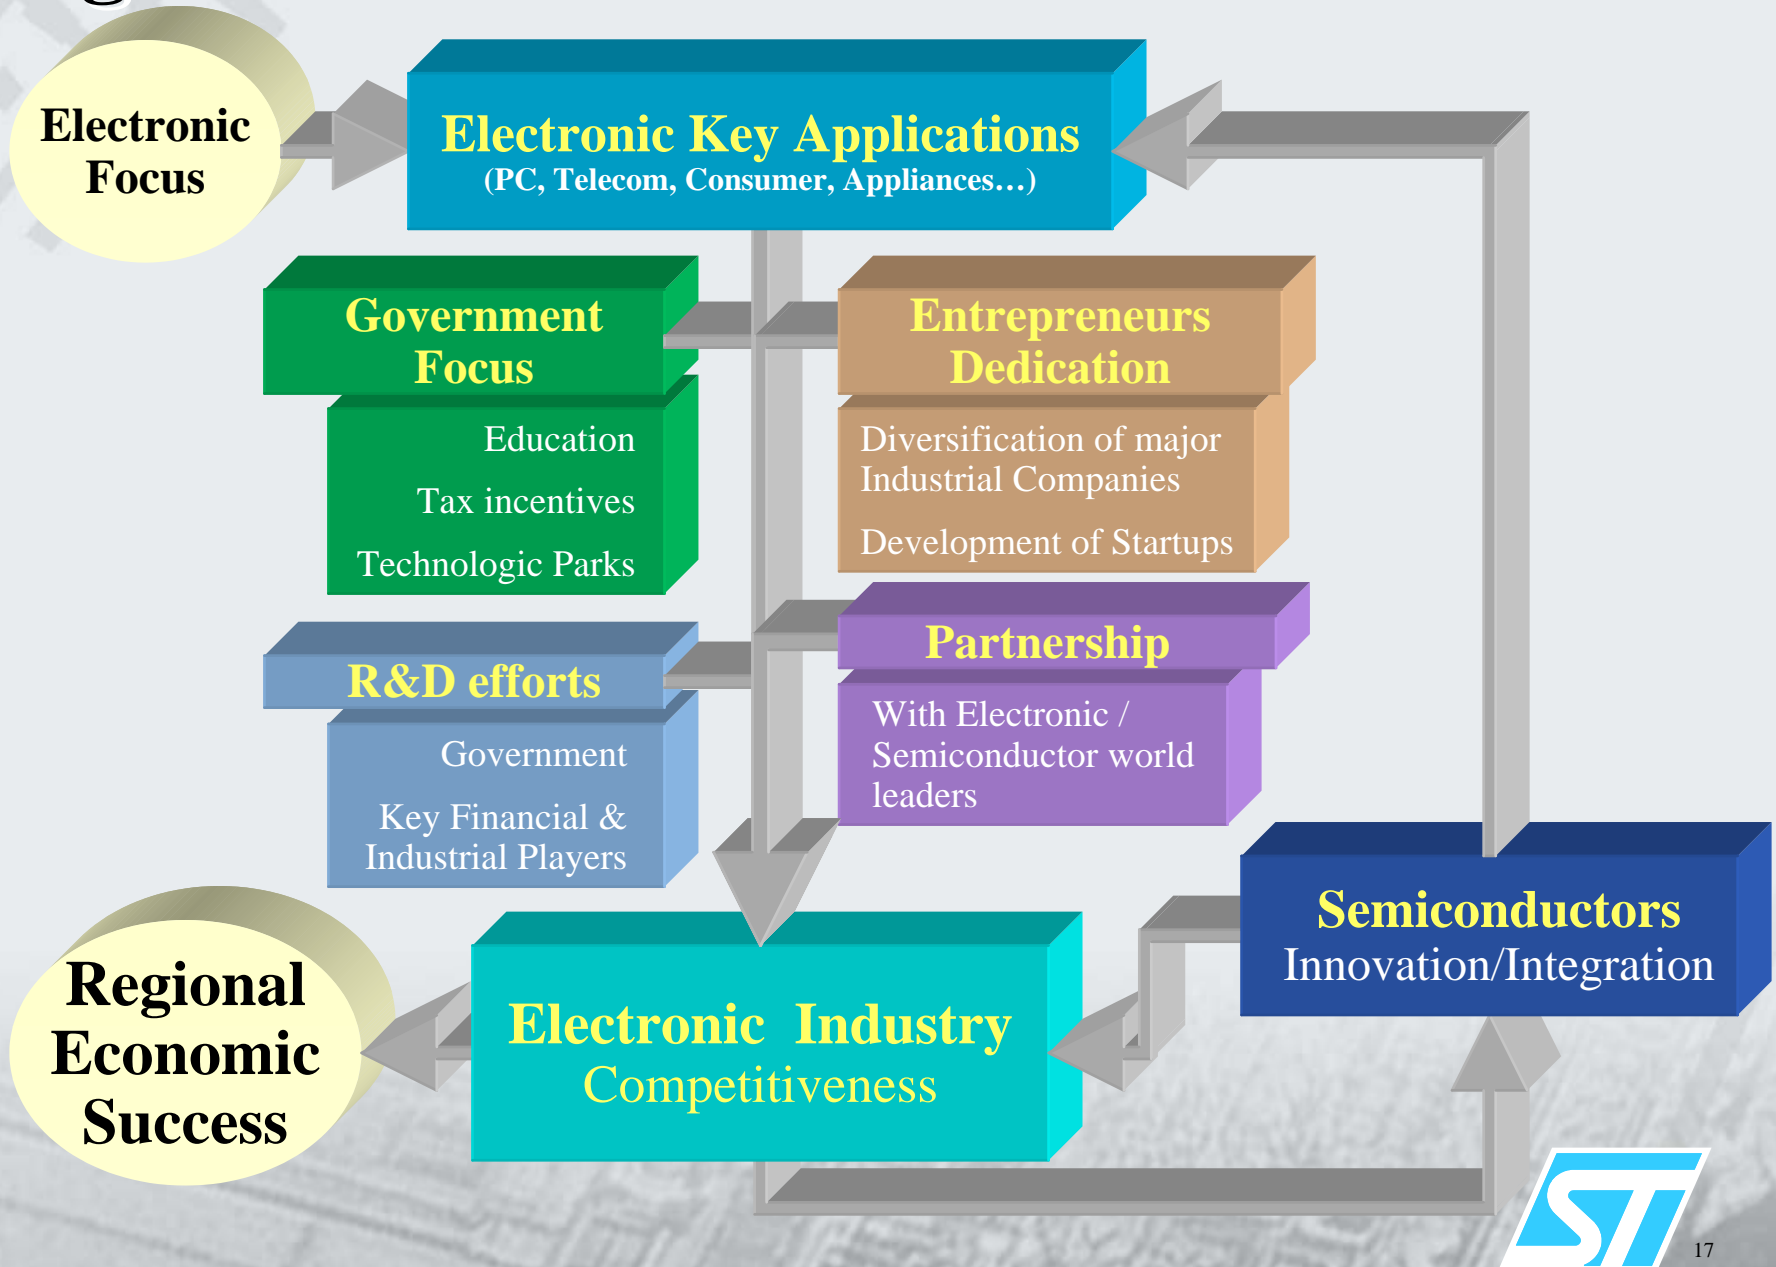 Electronic
Focus
Electronic Key Applications
(PC, Telecom, Consumer, Appliances…)
Government
Focus
Education
Tax incentives
Technologic Parks
Entrepreneurs
Dedication
Diversification of major
Industrial Companies
Development of Startups
R&D efforts
Government
Key Financial &
Industrial Players
Partnership
With Electronic /
Semiconductor world
leaders
Semiconductors
Innovation/Integration
Regional
Economic
Success
Electronic  Industry
Competitiveness
ST
17